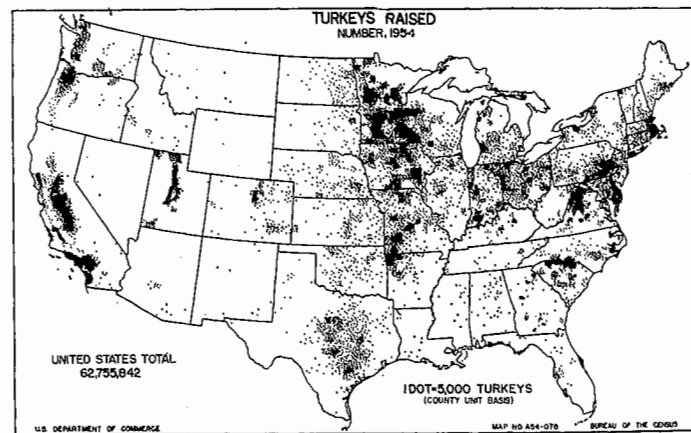 TURKEYS RAISED
NUMBER, 1954
UNITED STATES TOTAL
62,755,842
1 DOT=5,000 TURKEYS
(COUNTY UNIT BASIS)
U.S. DEPARTMENT OF COMMERCE
MAP NO. A54-078
BUREAU OF THE CENSUS